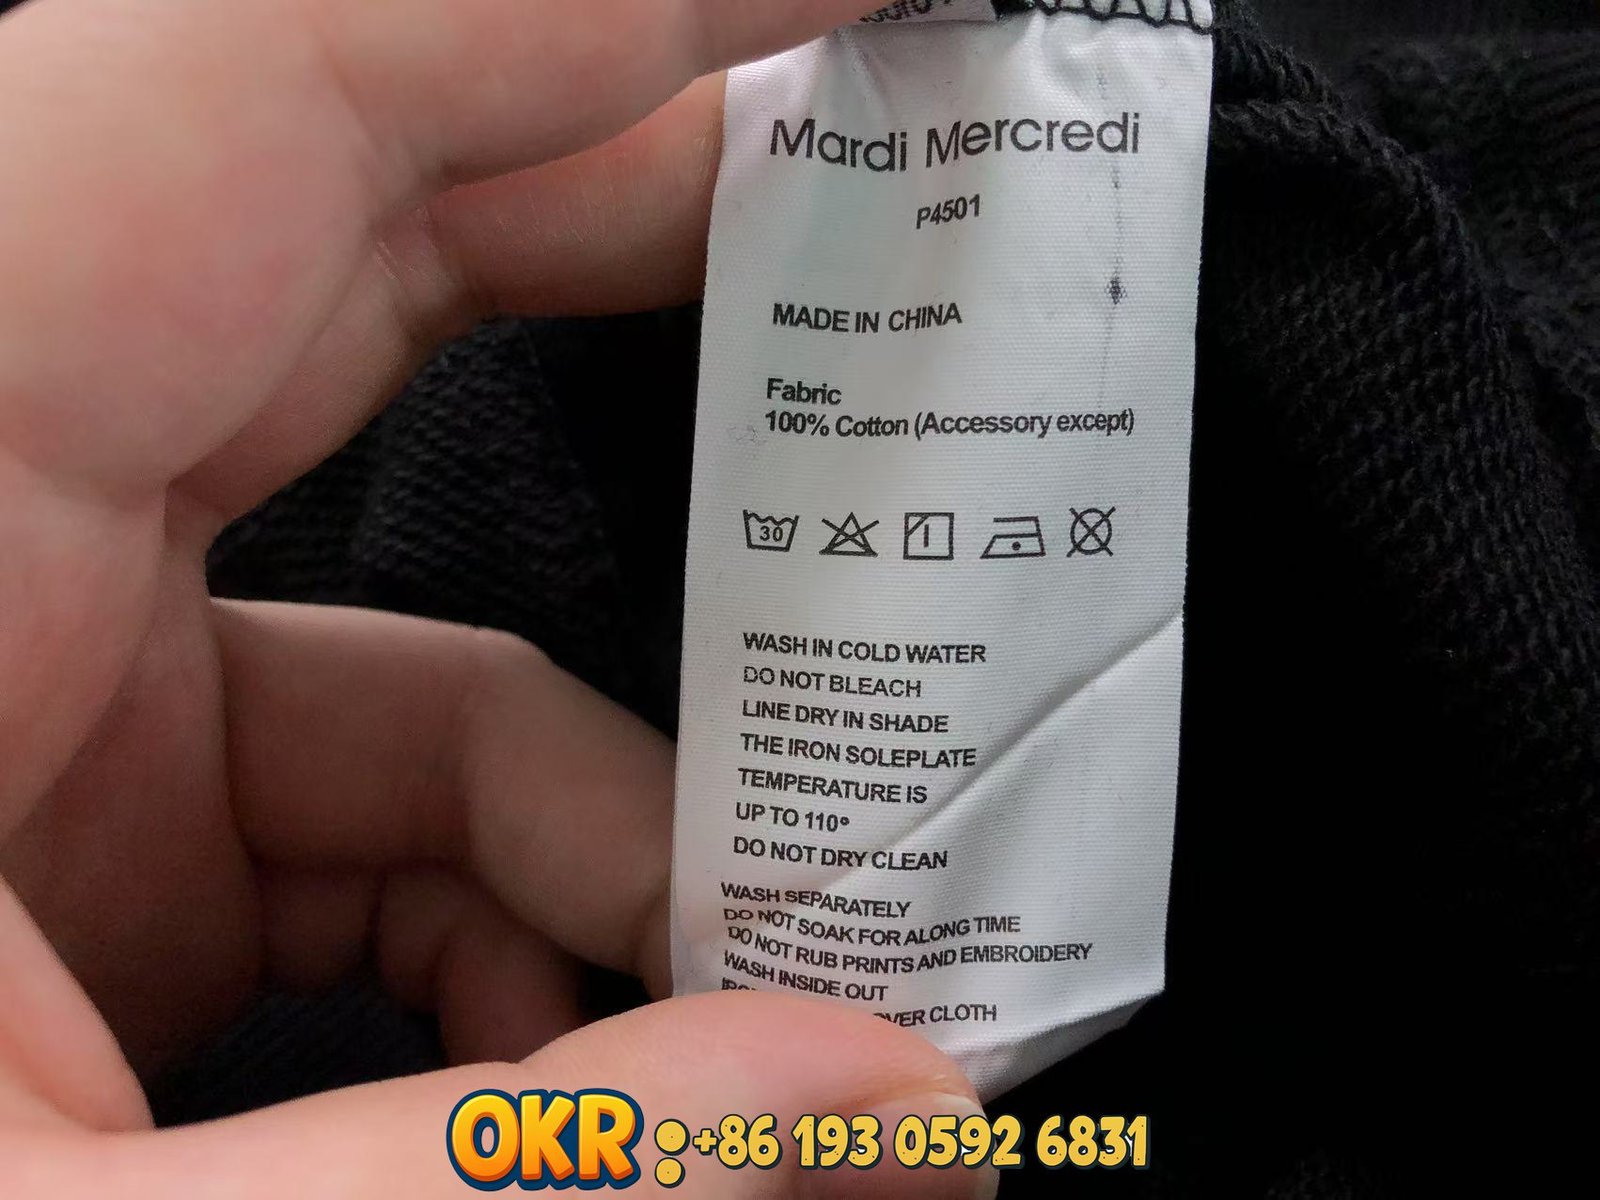 Mardi Mercredi
P4501
MADE IN CHINA
Fabric
100% Cotton (Accessory except)
30
WASH IN COLD WATER
DO NOT BLEACH
LINE DRY IN SHADE
THE IRON SOLEPLATE
TEMPERATURE IS
UP TO 110°
DO NOT DRY CLEAN
WASH SEPARATELY
DO NOT SOAK FOR ALONG TIME
DO NOT RUB PRINTS AND EMBROIDERY
WASH INSIDE OUT
CLOTH
OKR:+86 193 0592 6831